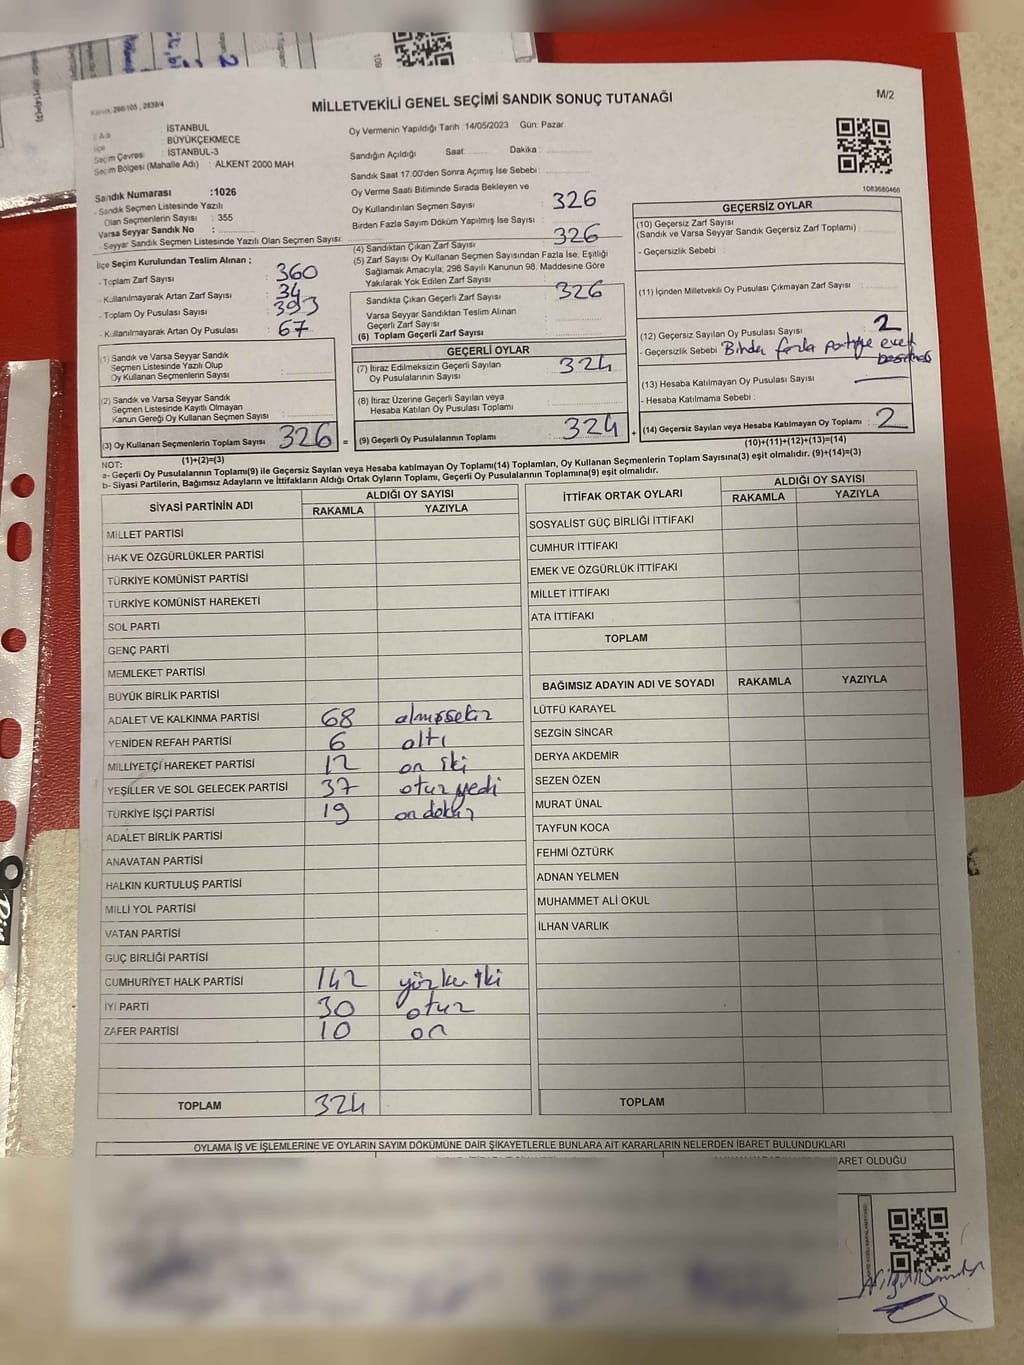 MİLLETVEKİLİ GENEL SEÇİMİ SANDIK SONUÇ TUTANAĞI
M/2
İSTANBUL
BÜYÜKÇEKMECE
Seçim Çevresi : İSTANBUL-3
Seçim Bölgesi (Mahalle Adı) : ALKENT 2000 MAH
Sandık Numarası :1026
- Sandık Seçmen Listesinde Yazılı
Olan Seçmenlerin Sayısı : 355
Varsa Seyyar Sandık No :
- Seyyar Sandık Seçmen Listesinde Yazılı Olan Seçmen Sayısı:
Oy Vermenin Yapıldığı Tarih :14/05/2023 Gün: Pazar
Sandığın Açıldığı Saat: Dakika :
Sandık Saat 17:00'den Sonra Açımış İse Sebebi :
Oy Verme Saati Bitiminde Sırada Bekleyen ve
Oy Kullandırılan Seçmen Sayısı : 326
Birden Fazla Sayım Döküm Yapılmış İse Sayısı :
(4) Sandıktan Çıkan Zarf Sayısı : 326
(5) Zarf Sayısı Oy Kullanan Seçmen Sayısından Fazla İse, Eşitliği
Sağlamak Amacıyla; 298 Sayılı Kanunun 98. Maddesine Göre
Yakılarak Yok Edilen Zarf Sayısı :
1083680466
İlçe Seçim Kurulundan Teslim Alınan ;
- Toplam Zarf Sayısı : 360
- Kullanılmayarak Artan Zarf Sayısı : 34
- Toplam Oy Pusulası Sayısı : 393
- Kullanılmayarak Artan Oy Pusulası : 67
(1) Sandık ve Varsa Seyyar Sandık
Seçmen Listesinde Yazılı Olup
Oy Kullanan Seçmenlerin Sayısı :
(2) Sandık ve Varsa Seyyar Sandık
Seçmen Listesinde Kayıtlı Olmayan
Kanun Gereği Oy Kullanan Seçmen Sayısı :
(3) Oy Kullanan Seçmenlerin Toplam Sayısı 326 =
(1)+(2)=(3)
Sandıkta Çıkan Geçerli Zarf Sayısı : 326
Varsa Seyyar Sandıktan Teslim Alınan
Geçerli Zarf Sayısı :
(6) Toplam Geçerli Zarf Sayısı :
GEÇERLİ OYLAR
(7) İtiraz Edilmeksizin Geçerli Sayılan
Oy Pusulalarının Sayısı : 324
(8) İtiraz Üzerine Geçerli Sayılan veya
Hesaba Katılan Oy Pusulası Toplamı :
(9) Geçerli Oy Pusulalarının Toplamı : 324 +
GEÇERSİZ OYLAR
(10) Geçersiz Zarf Sayısı
(Sandık ve Varsa Seyyar Sandık Geçersiz Zarf Toplamı) :
- Geçersizlik Sebebi :
(11) İçinden Milletvekili Oy Pusulası Çıkmayan Zarf Sayısı :
(12) Geçersiz Sayılan Oy Pusulası Sayısı : 2
- Geçersizlik Sebebi : Birden fazla partiye evet
(13) Hesaba Katılmayan Oy Pusulası Sayısı :
- Hesaba Katılmama Sebebi :
(14) Geçersiz Sayılan veya Hesaba Katılmayan Oy Toplamı : 2
(10)+(11)+(12)+(13)=(14)
NOT:
a- Geçerli Oy Pusulalarının Toplamı(9) ile Geçersiz Sayılan veya Hesaba katılmayan Oy Toplamı(14) Toplamları, Oy Kullanan Seçmenlerin Toplam Sayısına(3) eşit olmalıdır. (9)+(14)=(3)
b- Siyasi Partilerin, Bağımsız Adayların ve İttifakların Aldığı Ortak Oyların Toplamı, Geçerli Oy Pusulalarının Toplamına(9) eşit olmalıdır.
SİYASİ PARTİNİN ADI ALDIĞI OY SAYISI
RAKAMLA YAZIYLA
MİLLET PARTİSİ
HAK VE ÖZGÜRLÜKLER PARTİSİ
TÜRKİYE KOMÜNİST PARTİSİ
TÜRKİYE KOMÜNİST HAREKETİ
SOL PARTİ
GENÇ PARTİ
MEMLEKET PARTİSİ
BÜYÜK BİRLİK PARTİSİ
ADALET VE KALKINMA PARTİSİ 68 altmışsekiz
YENİDEN REFAH PARTİSİ 6 altı
MİLLİYETÇİ HAREKET PARTİSİ 12 on iki
YEŞİLLER VE SOL GELECEK PARTİSİ 37 otuz yedi
TÜRKİYE İŞÇİ PARTİSİ 19 on dokuz
ADALET BİRLİK PARTİSİ
ANAVATAN PARTİSİ
HALKIN KURTULUŞ PARTİSİ
MİLLİ YOL PARTİSİ
VATAN PARTİSİ
GÜÇ BİRLİĞİ PARTİSİ
CUMHURİYET HALK PARTİSİ 142 yüzkırk iki
İYİ PARTİ 30 otuz
ZAFER PARTİSİ 10 on
TOPLAM 324
İTTİFAK ORTAK OYLARI ALDIĞI OY SAYISI
RAKAMLA YAZIYLA
SOSYALİST GÜÇ BİRLİĞİ İTTİFAKI
CUMHUR İTTİFAKI
EMEK VE ÖZGÜRLÜK İTTİFAKI
MİLLET İTTİFAKI
ATA İTTİFAKI
TOPLAM
BAĞIMSIZ ADAYIN ADI VE SOYADI RAKAMLA YAZIYLA
LÜTFÜ KARAYEL
SEZGİN SİNCAR
DERYA AKDEMİR
SEZEN ÖZEN
MURAT ÜNAL
TAYFUN KOCA
FEHMİ ÖZTÜRK
ADNAN YELMEN
MUHAMMET ALİ OKUL
İLHAN VARLIK
TOPLAM
OYLAMA İŞ VE İŞLEMLERİNE VE OYLARIN SAYIM DÖKÜMÜNE DAİR ŞİKAYETLERLE BUNLARA AİT KARARLARIN NELERDEN İBARET BULUNDUKLARI
BARET OLDUĞU